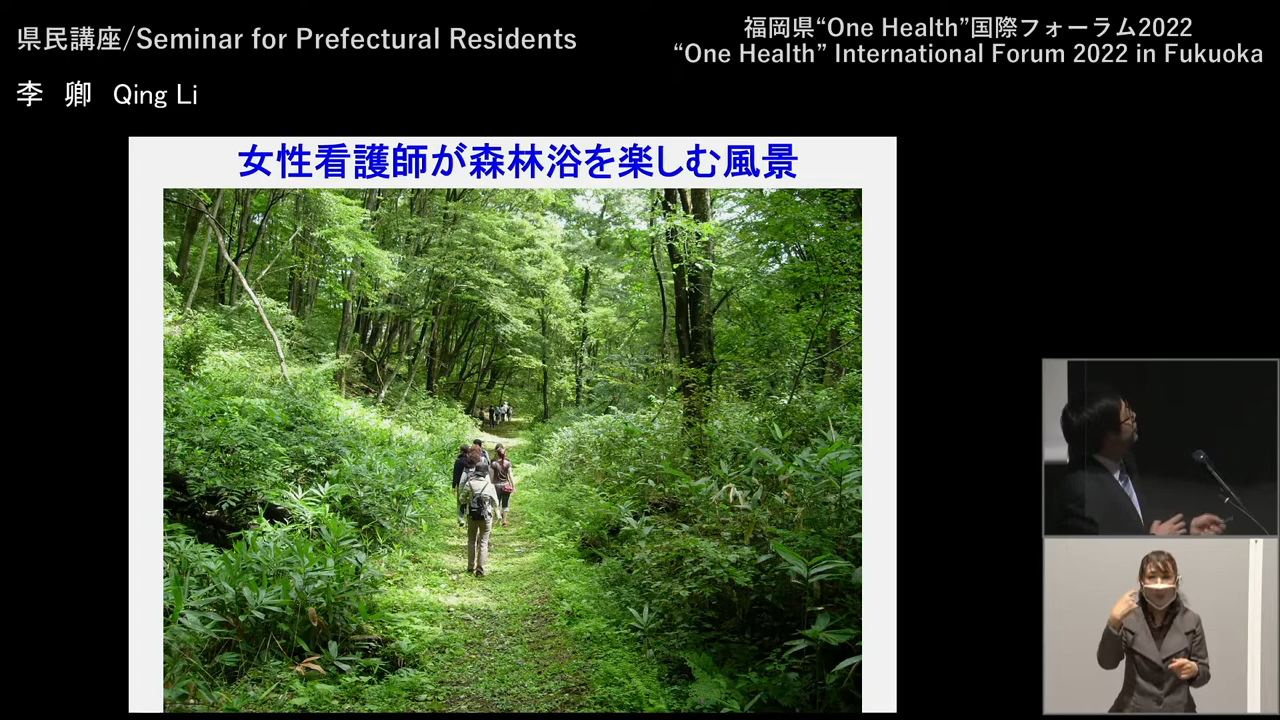 県民講座/Seminar for Prefectural Residents
福岡県“One Health”国際フォーラム2022
“One Health” International Forum 2022 in Fukuoka
李 卿 Qing Li
女性看護師が森林浴を楽しむ風景